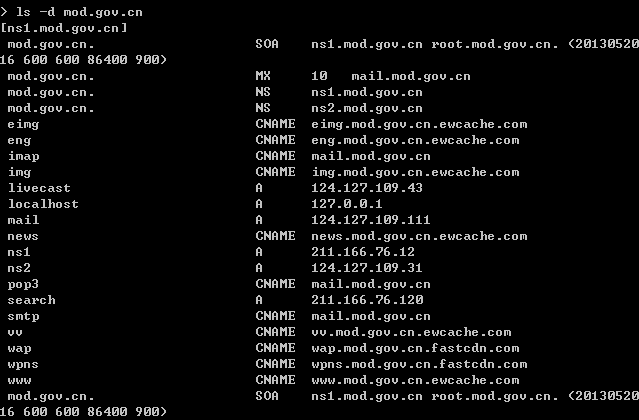 > ls -d mod.gov.cn
[ns1.mod.gov.cn]
mod.gov.cn. SOA ns1.mod.gov.cn root.mod.gov.cn. (20130520
16 600 600 86400 900)
mod.gov.cn. MX 10 mail.mod.gov.cn
mod.gov.cn. NS ns1.mod.gov.cn
mod.gov.cn. NS ns2.mod.gov.cn
eimg CNAME eimg.mod.gov.cn.ewcache.com
eng CNAME eng.mod.gov.cn.ewcache.com
imap CNAME mail.mod.gov.cn
img CNAME img.mod.gov.cn.ewcache.com
livecast A 124.127.109.43
localhost A 127.0.0.1
mail A 124.127.109.111
news CNAME news.mod.gov.cn.ewcache.com
ns1 A 211.166.76.12
ns2 A 124.127.109.31
pop3 CNAME mail.mod.gov.cn
search A 211.166.76.120
smtp CNAME mail.mod.gov.cn
vv CNAME vv.mod.gov.cn.ewcache.com
wap CNAME wap.mod.gov.cn.fastcdn.com
wpns CNAME wpns.mod.gov.cn.fastcdn.com
www CNAME www.mod.gov.cn.ewcache.com
mod.gov.cn. SOA ns1.mod.gov.cn root.mod.gov.cn. (20130520
16 600 600 86400 900)